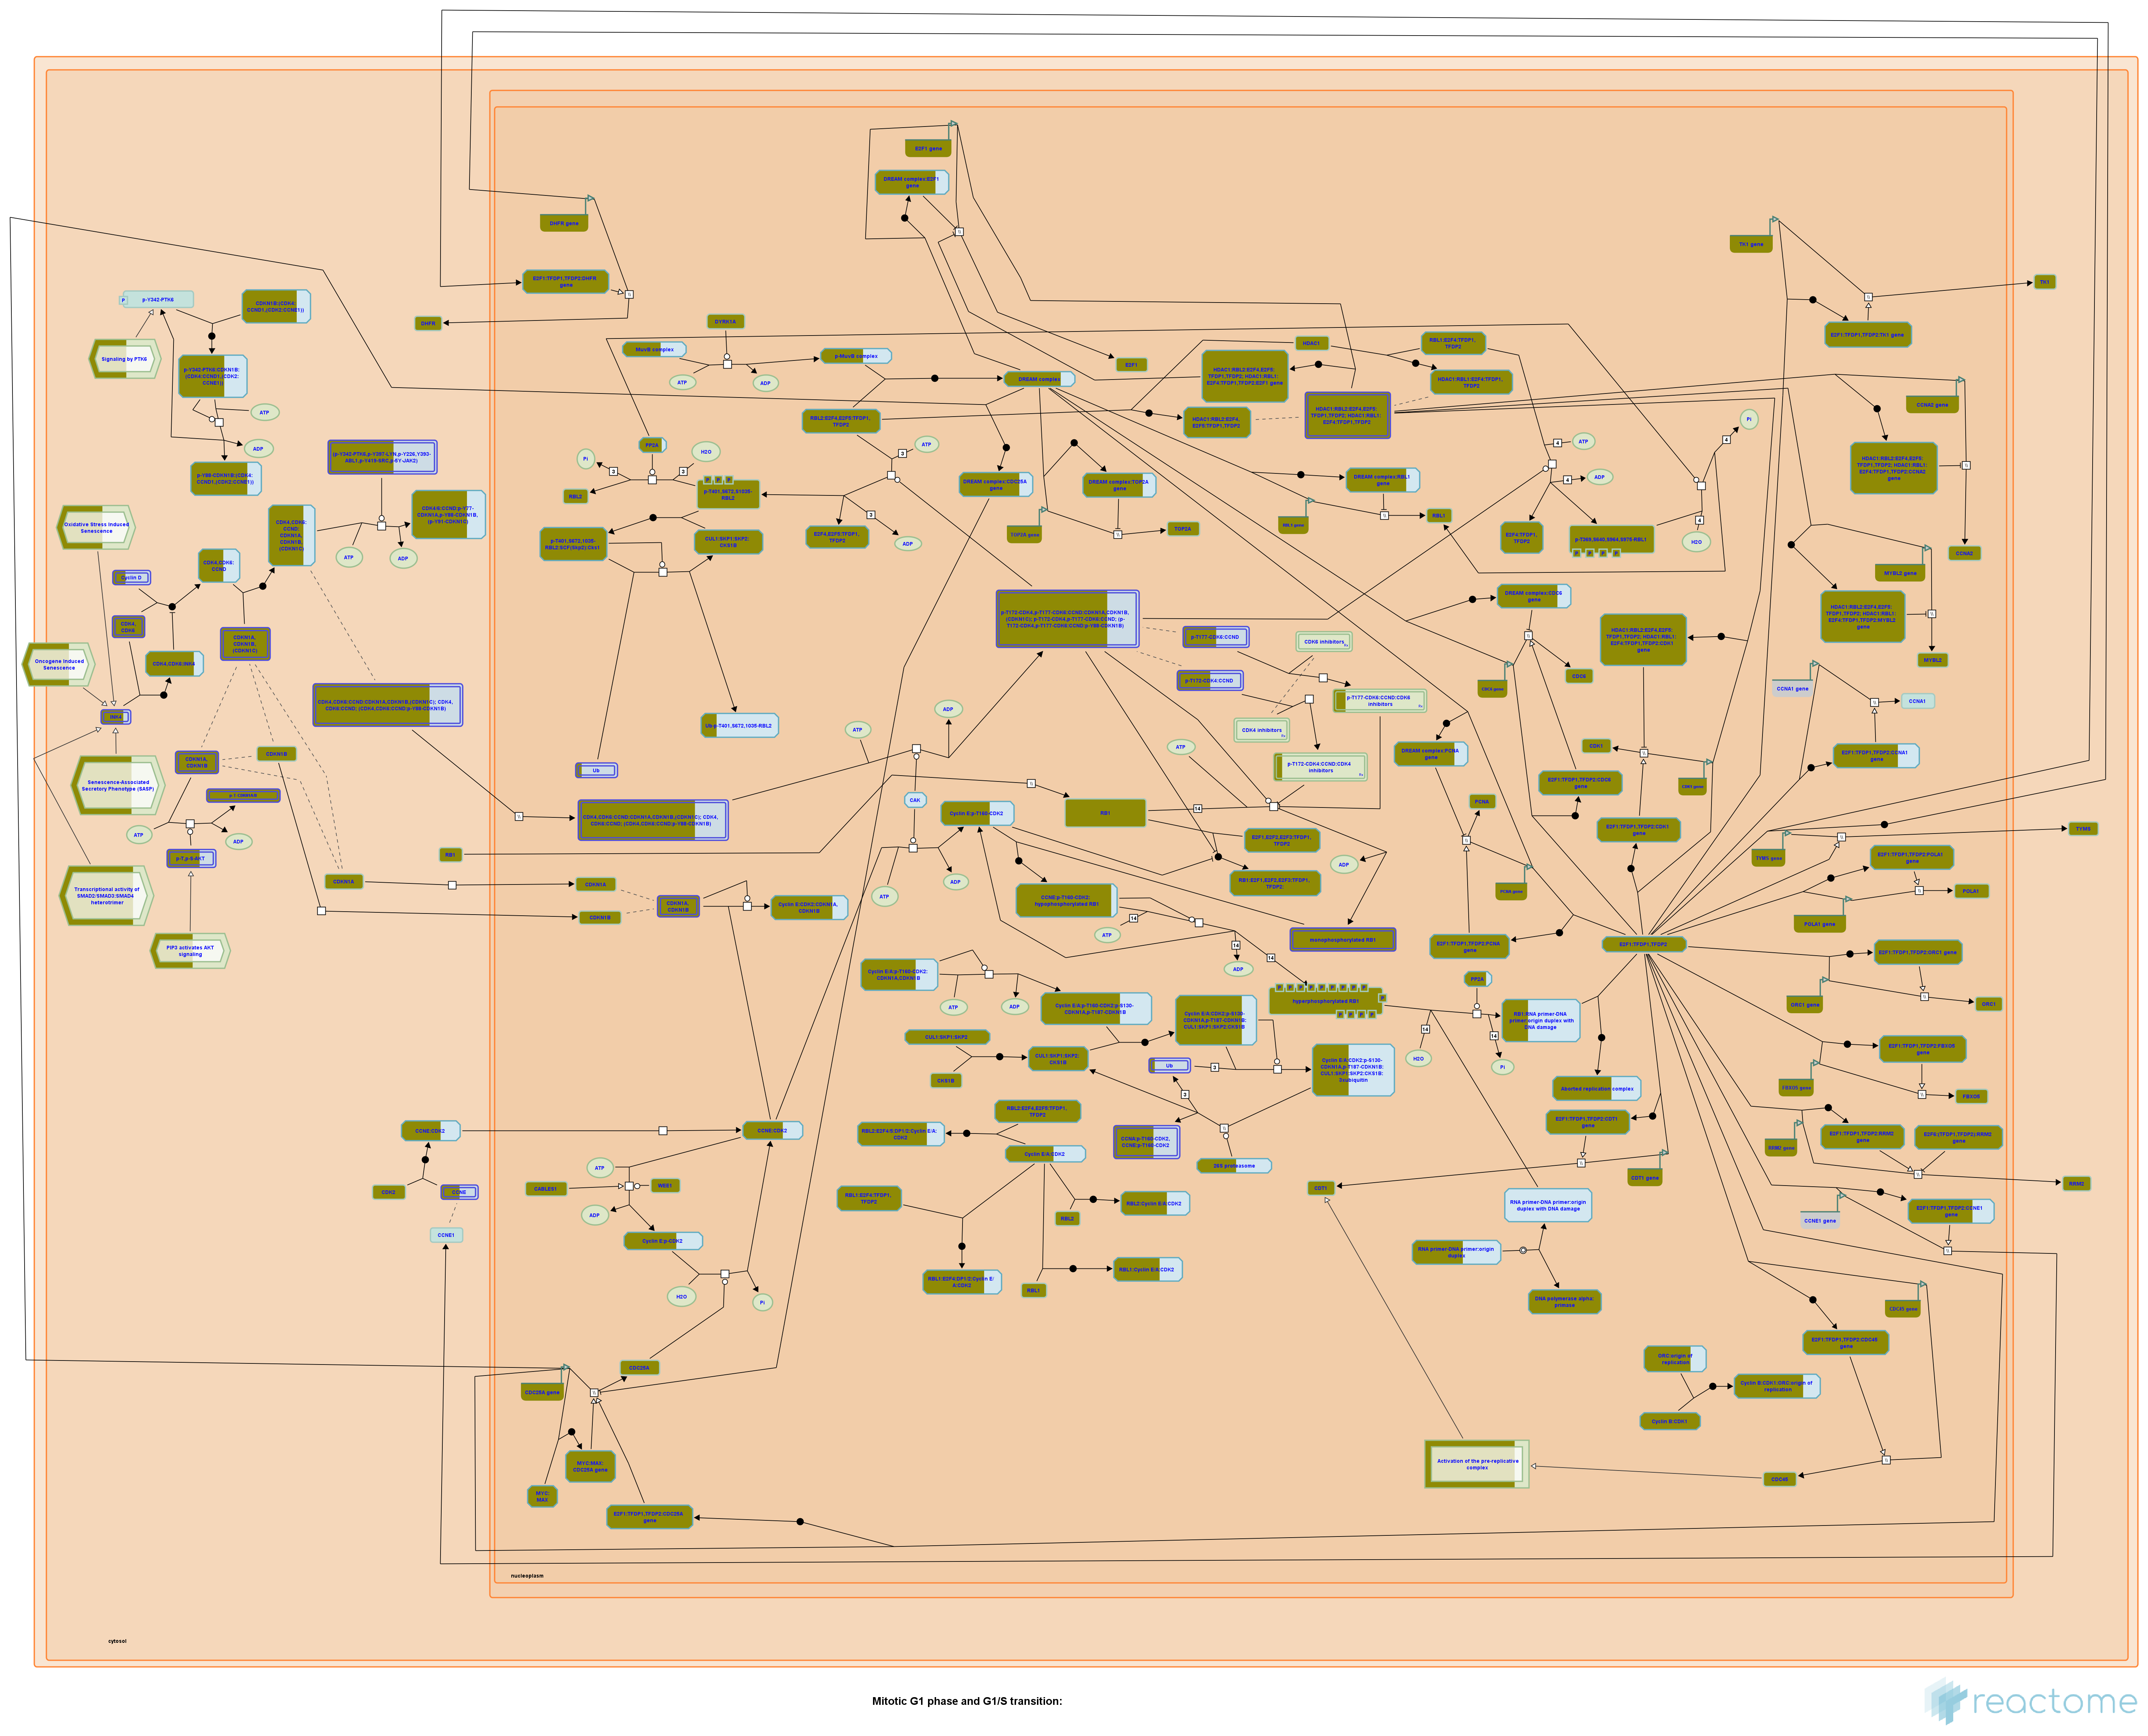 E2F1 gene
DREAM complex:E2F1
gene
DHFR gene
E2F1:TFDP1,TFDP2:DHFR
gene
DHFR
TK1 gene
TK1
E2F1:TFDP1,TFDP2:TK1 gene
p-Y342-PTK6
P
CDKN1B:(CDK4:
CCND1,(CDK2:CCNE1))
Signaling by PTK6
p-Y342-PTK6:CDKN1B:
(CDK4:CCND1,(CDK2:
CCNE1))
ATP
ADP
p-Y88-CDKN1B:(CDK4:
CCND1,(CDK2:CCNE1))
DYRK1A
MuvB complex
p-MuvB complex
ATP
ADP
DREAM complex
E2F1
HDAC1
RBL1:E2F4:TFDP1,
TFDP2
HDAC1:RBL2:E2F4,E2F5:
TFDP1,TFDP2; HDAC1:RBL1:
E2F4:TFDP1,TFDP2:E2F1 gene
HDAC1:RBL1:E2F4:TFDP1,
TFDP2
HDAC1:RBL2:E2F4,
E2F5:TFDP1,TFDP2
HDAC1:RBL2:E2F4,E2F5:
TFDP1,TFDP2; HDAC1:RBL1:
E2F4:TFDP1,TFDP2
RBL2:E2F4,E2F5:TFDP1,
TFDP2
CCNA2 gene
HDAC1:RBL2:E2F4,E2F5:
TFDP1,TFDP2; HDAC1:RBL1:
E2F4:TFDP1,TFDP2:CCNA2
gene
CCNA2
(p-Y342-PTK6,p-Y397-LYN,p-Y226,Y393-
ABL1,p-Y419-SRC,p-BY-JAK2)
CDK4/6:CCND:p-Y77-
CDKN1A,p-Y88-CDKN1B,
(p-Y91-CDKN1C)
CDK4,CDK6:
CCND:
CDKN1A,
CDKN1B,
(CDKN1C)
ATP
ADP
PP2A
H2O
Pi
3
3
RBL2
p-T401,S672,S1035-
RBL2
P P P
p-T401,S672,1035-
RBL2:SCF(Skp2):Cks1
CUL1:SKP1:SKP2:
CKS1B
ATP
3
3
ADP
E2F4,E2F5:TFDP1,
TFDP2
DREAM complex:CDC25A
gene
DREAM complex:TOP2A
gene
TOP2A gene
TOP2A
DREAM complex:RBL1
gene
RBL1 gene
RBL1
4
ATP
4
ADP
E2F4:TFDP1,
TFDP2
p-T369,S640,S964,S975-RBL1
P P P P
4
H2O
4
Pi
Oxidative Stress Induced
Senescence
Cyclin D
CDK4,CDK6:
CCND
CDK4,
CDK6
CDKN1A,
CDKN1B,
(CDKN1C)
CDK4,CDK6:INK4
Oncogene Induced
Senescence
INK4
CDK4,CDK6:CCND:CDKN1A,CDKN1B,(CDKN1C); CDK4,
CDK6:CCND; (CDK4,CDK6:CCND:p-Y88-CDKN1B)
CDKN1A,
CDKN1B
CDKN1B
Senescence-Associated
Secretory Phenotype (SASP)
ATP
ADP
p-T,p-S-AKT
Transcriptional activity of
SMAD2/SMAD3:SMAD4
heterotrimer
PIP3 activates AKT
signaling
CDKN1A
RB1
p-T172-CDK4,p-T177-CDK6:CCND:CDKN1A,CDKN1B,
(CDKN1C); p-T172-CDK4,p-T177-CDK6:CCND; (p-
T172-CDK4,p-T177-CDK6:CCND:p-Y88-CDKN1B)
p-T177-CDK6:CCND
CDK6 inhibitors
p-T172-CDK4:CCND
p-T177-CDK6:CCND:CDK6
inhibitors
CDK4 inhibitors
p-T172-CDK4:CCND:CDK4
inhibitors
DREAM complex:CDC6
gene
CDC6 gene
CDC6
E2F1:TFDP1,TFDP2:CDC6
gene
HDAC1:RBL2:E2F4,E2F5:
TFDP1,TFDP2; HDAC1:RBL1:
E2F4:TFDP1,TFDP2:CDK1
gene
CDK1
CDK1 gene
E2F1:TFDP1,TFDP2:CDK1
gene
MYBL2 gene
HDAC1:RBL2:E2F4,E2F5:
TFDP1,TFDP2; HDAC1:RBL1:
E2F4:TFDP1,TFDP2:MYBL2
gene
MYBL2
CCNA1 gene
CCNA1
E2F1:TFDP1,TFDP2:CCNA1
gene
DREAM complex:PCNA
gene
PCNA
PCNA gene
E2F1:TFDP1,TFDP2:PCNA
gene
Ub:p-T401,S672,1035-RBL2
Ub
CDK4,CDK6:CCND:CDKN1A,CDKN1B,(CDKN1C); CDK4,
CDK6:CCND; (CDK4,CDK6:CCND:p-Y88-CDKN1B)
ATP
ADP
CAK
Cyclin E:p-T160-CDK2
ATP
ADP
RB1
ATP
14
ADP
E2F1,E2F2,E2F3:TFDP1,
TFDP2
RB1:E2F1,E2F2,E2F3:TFDP1,
TFDP2:
CCNE:p-T160-CDK2:
hypophosphorylated RB1
14
ATP
14
ADP
14
monophosphorylated RB1
CDKN1A
CDKN1B
CDKN1A,
CDKN1B
Cyclin E:CDK2:CDKN1A,
CDKN1B
TYMS gene
TYMS
E2F1:TFDP1,TFDP2:POLA1
gene
POLA1
POLA1 gene
E2F1:TFDP1,TFDP2
E2F1:TFDP1,TFDP2:ORC1 gene
ORC1 gene
ORC1
E2F1:TFDP1,TFDP2:FBXO5
gene
FBXO5 gene
FBXO5
Cyclin E/A:p-T160-CDK2:
CDKN1A,CDKN1B
ATP
ADP
Cyclin E/A:p-T160-CDK2:p-S130-
CDKN1A,p-T187-CDKN1B
CUL1:SKP1:SKP2
CKS1B
CUL1:SKP1:SKP2:
CKS1B
Cyclin E/A:CDK2:p-S130-
CDKN1A,p-T187-CDKN1B:
CUL1:SKP1:SKP2:CKS1B
Ub
3
3
Cyclin E/A:CDK2:p-S130-
CDKN1A,p-T187-CDKN1B:
CUL1:SKP1:SKP2:CKS1B:
3xubiquitin
CCNA:p-T160-CDK2,
CCNE:p-T160-CDK2
26S proteasome
hyperphosphorylated RB1
P P P P P P P P P
P P P P
PP2A
14
H2O
14
Pi
RB1:RNA primer-DNA
primer:origin duplex with
DNA damage
Aborted replication complex
E2F1:TFDP1,TFDP2:CDT1
gene
CDT1 gene
CDT1
E2F1:TFDP1,TFDP2:RRM2
gene
E2F6:(TFDP1,TFDP2):RRM2
gene
RRM2 gene
RRM2
CCNE1 gene
E2F1:TFDP1,TFDP2:CCNE1
gene
RBL2:E2F4,E2F5:TFDP1,
TFDP2
RBL2:E2F4/5:DP1/2:Cyclin E/A:
CDK2
Cyclin E/A:CDK2
RBL1:E2F4:TFDP1,
TFDP2
RBL2
RBL2:Cyclin E/A:CDK2
RBL1:E2F4:DP1/2:Cyclin E/
A:CDK2
RBL1
RBL1:Cyclin E/A:CDK2
CCNE:CDK2
CDK2
CCNE
CCNE1
CCNE:CDK2
ATP
CABLES1
WEE1
ADP
Cyclin E:p-CDK2
H2O
Pi
CDC25A
CDC25A gene
MYC:MAX:
CDC25A gene
MYC:
MAX
E2F1:TFDP1,TFDP2:CDC25A
gene
RNA primer-DNA primer:origin
duplex with DNA damage
RNA primer-DNA primer:origin
duplex
DNA polymerase alpha:
primase
CDC45 gene
E2F1:TFDP1,TFDP2:CDC45
gene
ORC:origin of
replication
Cyclin B:CDK1:ORC:origin of
replication
Cyclin B:CDK1
CDC45
Activation of the pre-replicative
complex
nucleoplasm
cytosol
Mitotic G1 phase and G1/S transition:
reactome